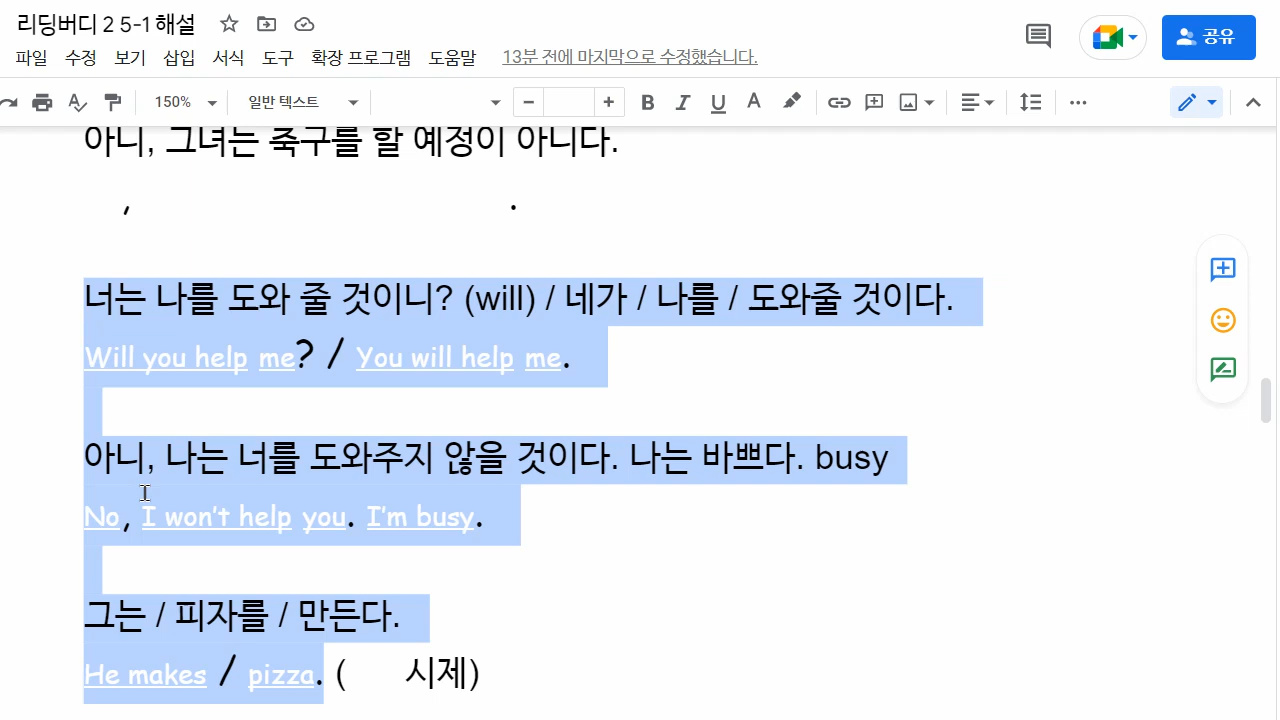 리딩버디 2 5-1 해설
파일 수정 보기 삽입 서식 도구 확장 프로그램 도움말 13분 전에 마지막으로 수정했습니다.
공유
150% 일반 텍스트 − + B I U A
아니, 그녀는 축구를 할 예정이 아니다.
, .
너는 나를 도와 줄 것이니? (will) / 네가 / 나를 / 도와줄 것이다.
Will you help me? / You will help me.
아니, 나는 너를 도와주지 않을 것이다. 나는 바쁘다. busy
No, I won't help you. I'm busy.
그는 / 피자를 / 만든다.
He makes / pizza. ( 시제)